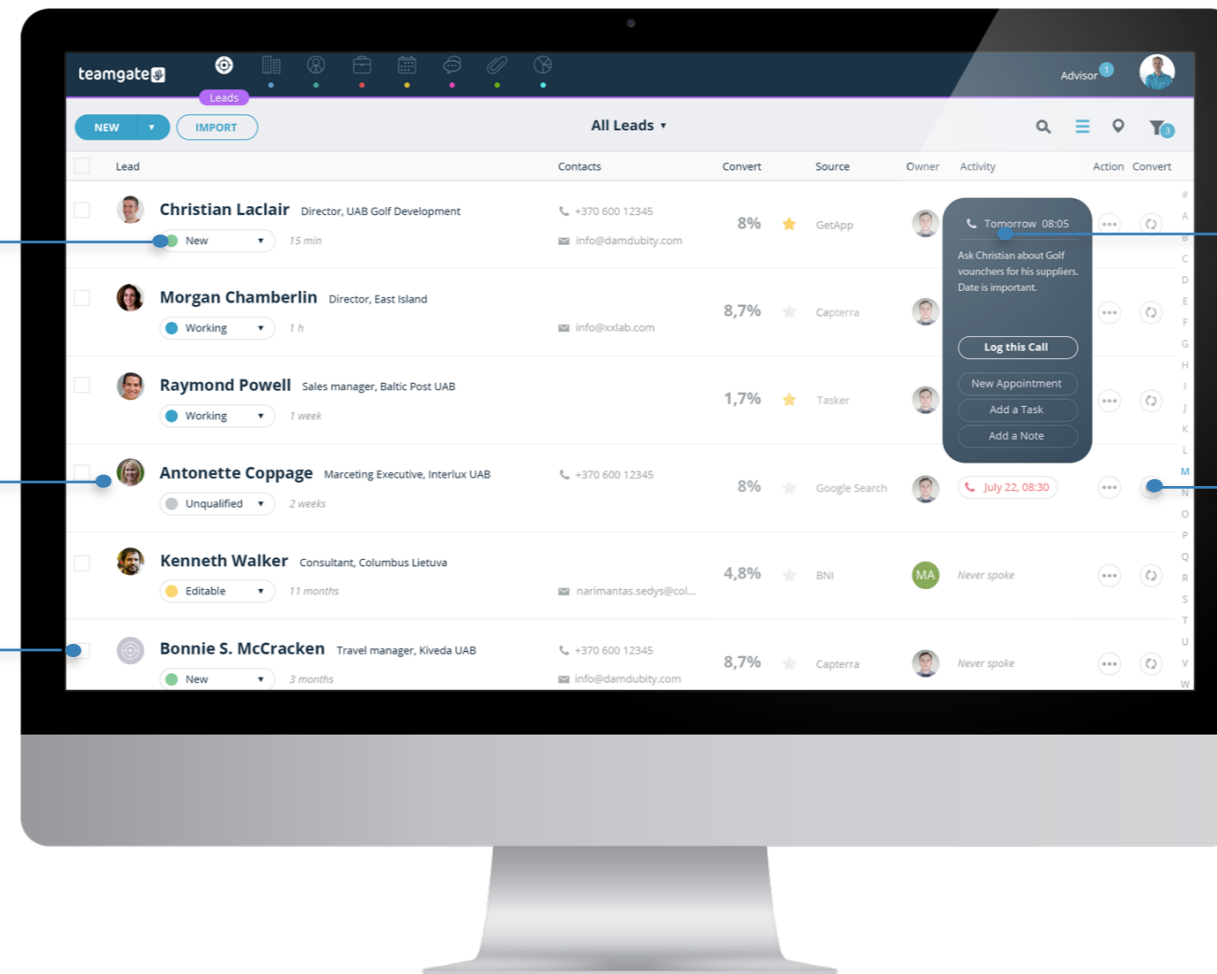 teamgate
Leads
Advisor 1
NEW IMPORT All Leads 3
Lead Contacts Convert Source Owner Activity Action Convert
Christian Laclair Director, UAB Golf Development
+370 600 12345
New 15 min
info@damdubity.com
8% GetApp
Tomorrow 08:05
Ask Christian about Golf
vounchers for his suppliers.
Date is important.
Log this Call
New Appointment
Add a Task
Add a Note
Morgan Chamberlin Director, East Island
Working 1 h
info@xxlab.com
8,7% Capterra
Raymond Powell Sales manager, Baltic Post UAB
Working 1 week
1,7% Tasker
Antonette Coppage Marceting Executive, Interlux UAB
+370 600 12345
Unqualified 2 weeks
8% Google Search
July 22, 08:30
Kenneth Walker Consultant, Columbus Lietuva
Editable 11 months
narimantas.sedys@col...
4,8% BNI MA Never spoke
Bonnie S. McCracken Travel manager, Kiveda UAB
+370 600 12345
New 3 months
info@damdubity.com
8,7% Capterra Never spoke
#
A
B
C
D
E
F
G
H
I
J
K
L
M
N
O
P
Q
R
S
T
U
V
W